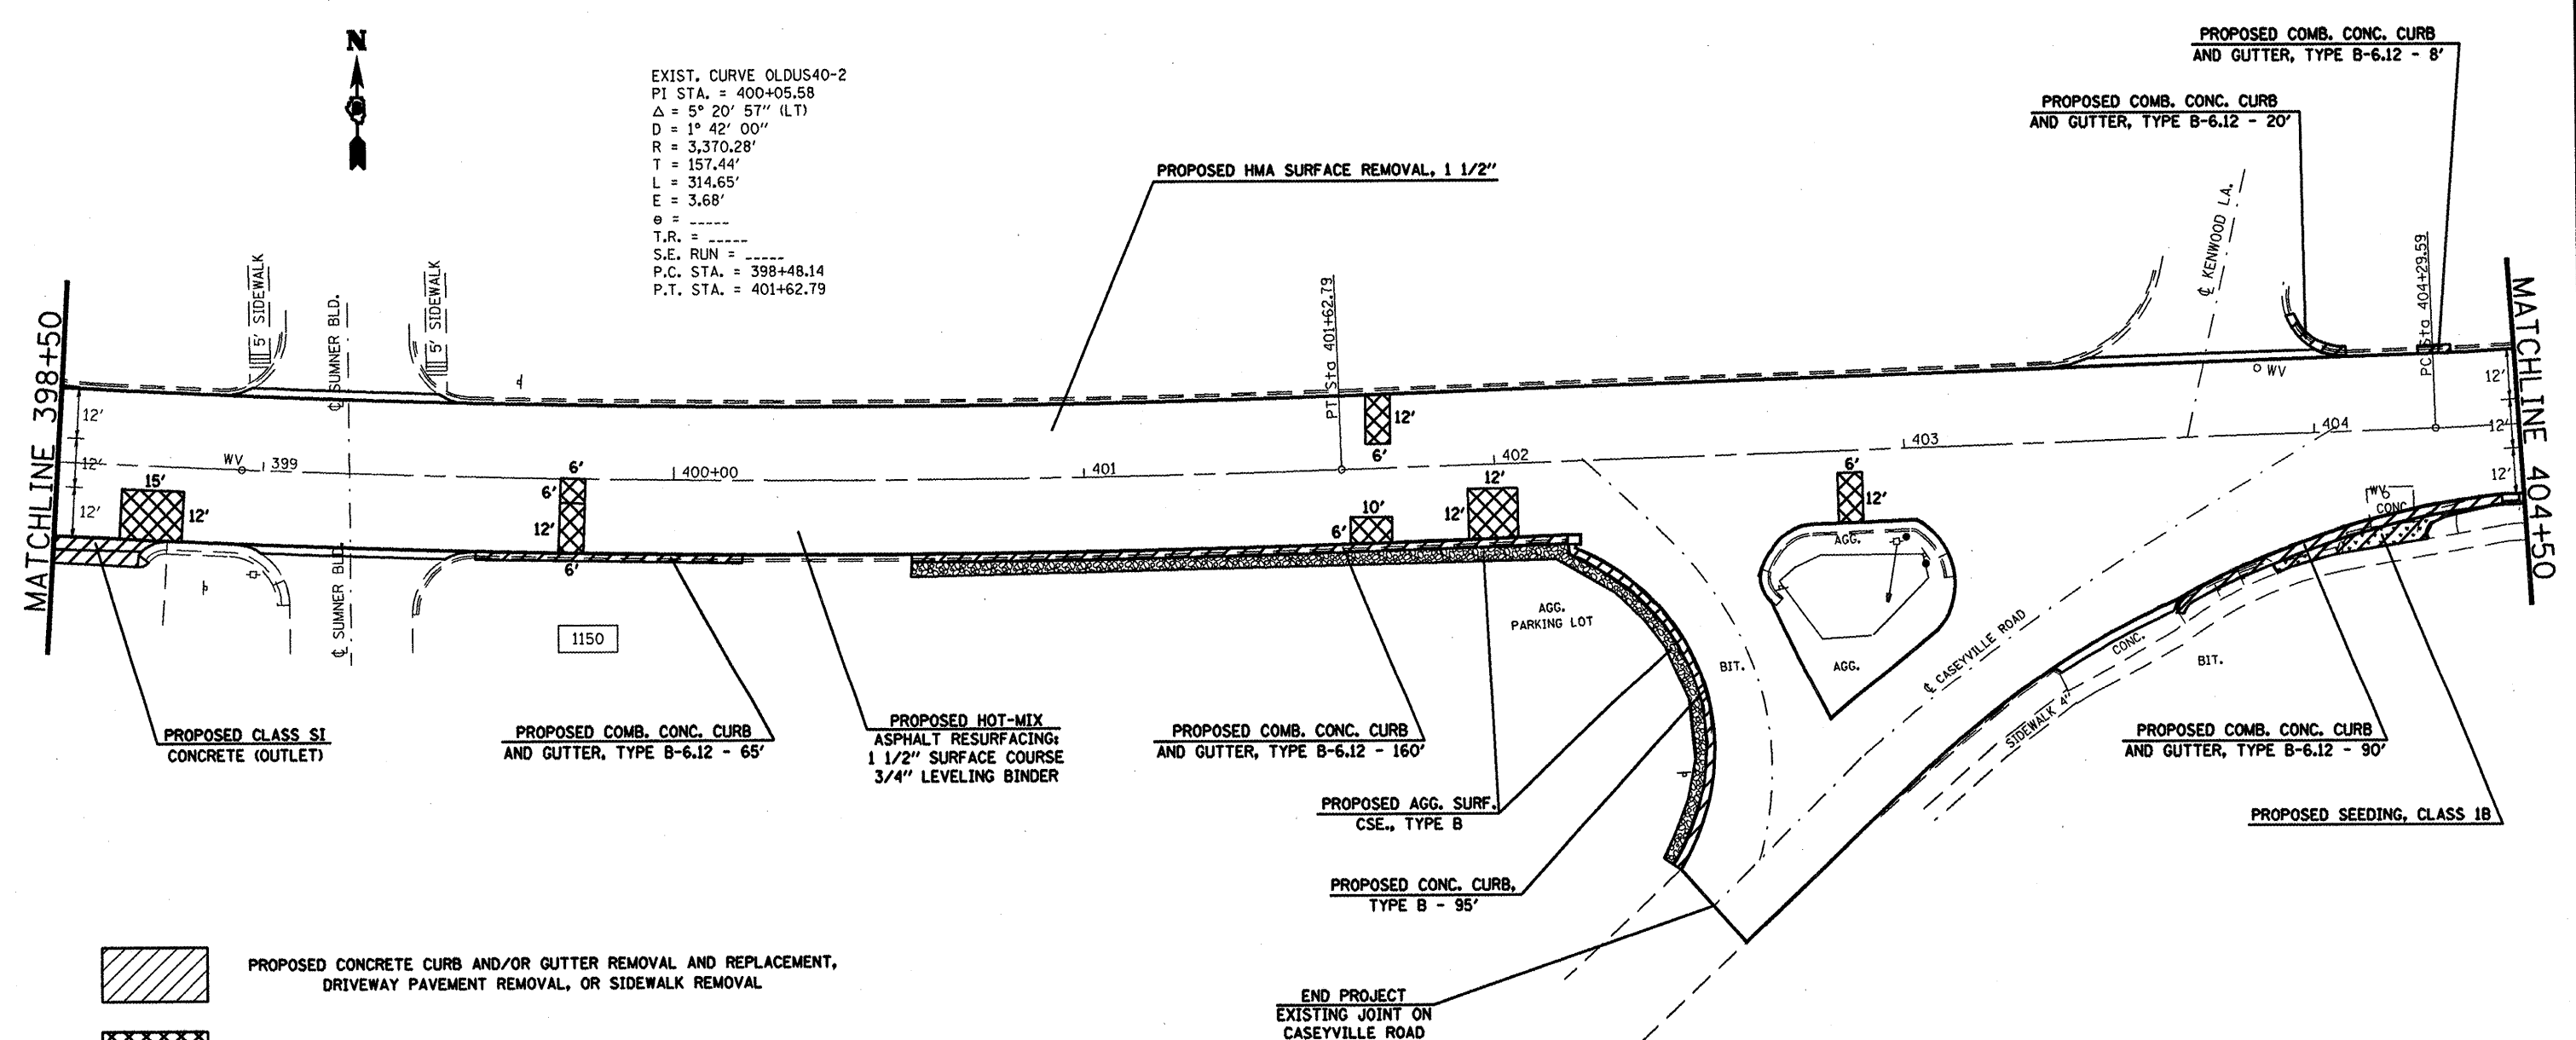 N
EXIST. CURVE OLDUS40-2
PI STA. = 400+05.58
Δ = 5° 20' 57" (LT)
D = 1° 42' 00"
R = 3,370.28'
T = 157.44'
L = 314.65'
E = 3.68'
e = -----
T.R. = -----
S.E. RUN = -----
P.C. STA. = 398+48.14
P.T. STA. = 401+62.79
PROPOSED HMA SURFACE REMOVAL, 1 1/2"
PROPOSED COMB. CONC. CURB
AND GUTTER, TYPE B-6.12 - 8'
PROPOSED COMB. CONC. CURB
AND GUTTER, TYPE B-6.12 - 20'
MATCHLINE 398+50
5' SIDEWALK
℄ SUMNER BLD.
5' SIDEWALK
PT Sta 401+62.79
℄ KENWOOD LA.
PC Sta 404+29.59
MATCHLINE 404+50
WV
12'
12'
12'
12'
12'
12'
WV
399
400+00
401
402
403
404
15'
12'
6'
6'
12'
6'
12'
6'
10'
6'
12'
12'
6'
12'
WV
CONC
AGG.
AGG.
℄ SUMNER BLD.
1150
AGG.
PARKING LOT
BIT.
℄ CASEYVILLE ROAD
CONC.
BIT.
SIDEWALK 4"
PROPOSED CLASS SI
CONCRETE (OUTLET)
PROPOSED COMB. CONC. CURB
AND GUTTER, TYPE B-6.12 - 65'
PROPOSED HOT-MIX
ASPHALT RESURFACING:
1 1/2" SURFACE COURSE
3/4" LEVELING BINDER
PROPOSED COMB. CONC. CURB
AND GUTTER, TYPE B-6.12 - 160'
PROPOSED AGG. SURF.
CSE., TYPE B
PROPOSED CONC. CURB,
TYPE B - 95'
PROPOSED COMB. CONC. CURB
AND GUTTER, TYPE B-6.12 - 90'
PROPOSED SEEDING, CLASS 1B
END PROJECT
EXISTING JOINT ON
CASEYVILLE ROAD
PROPOSED CONCRETE CURB AND/OR GUTTER REMOVAL AND REPLACEMENT,
DRIVEWAY PAVEMENT REMOVAL, OR SIDEWALK REMOVAL